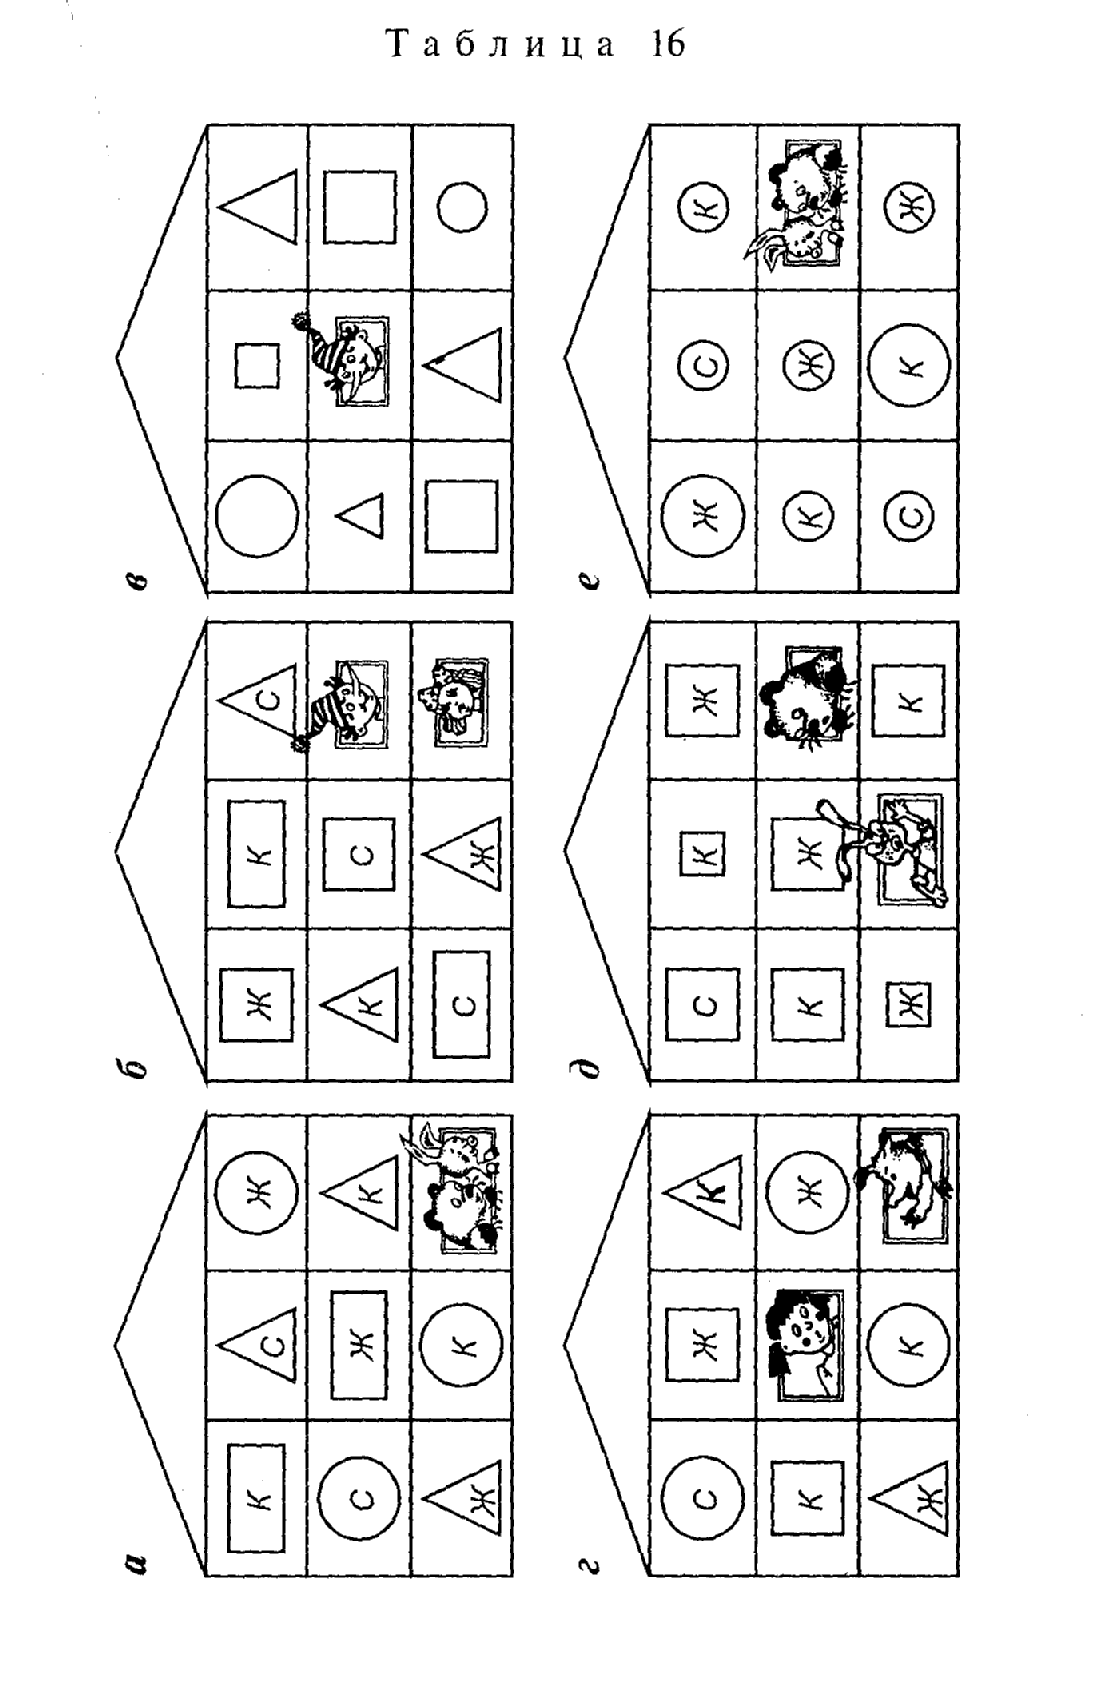 Таблица 16
а
К С Ж
С Ж К
Ж К
б
Ж К С
К С
С Ж
в
г
С Ж К
К Ж
Ж К
д
С К Ж
К Ж
Ж К
е
Ж С К
К Ж
С К Ж